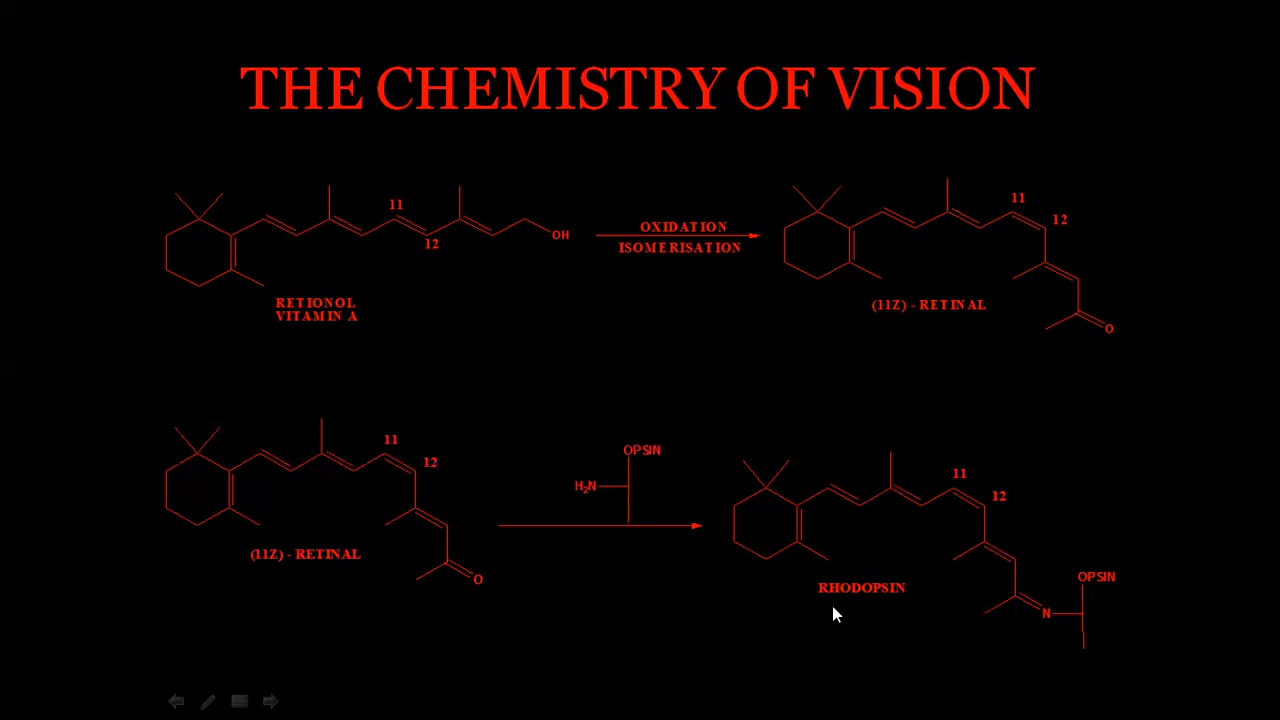 THE CHEMISTRY OF VISION
11
12
OH
OXIDATION
ISOMERISATION
RETIONOL
VITAMIN A
11
12
O
(11Z) - RETINAL
11
12
O
(11Z) - RETINAL
OPSIN
H₂N
11
12
N
OPSIN
RHODOPSIN